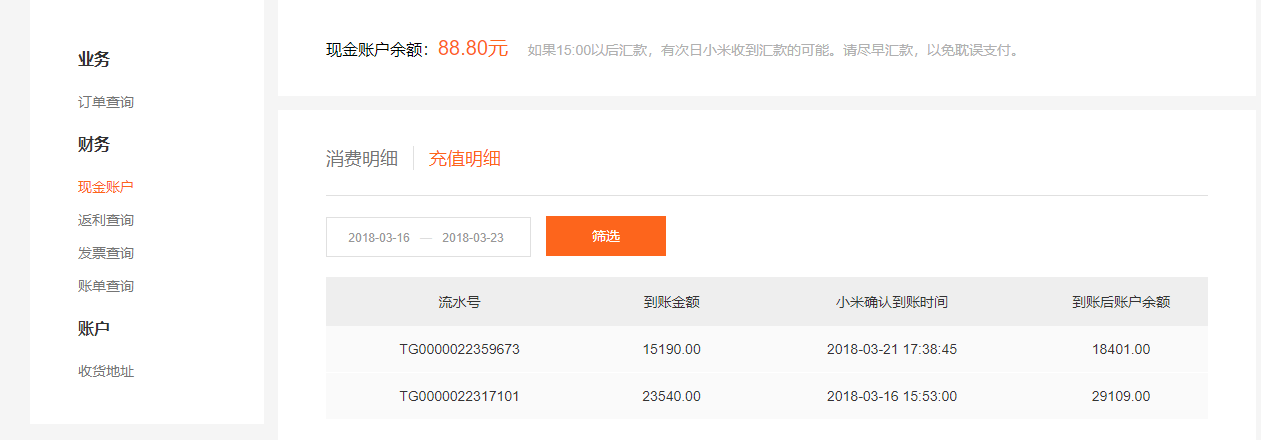 业务
订单查询
财务
现金账户
返利查询
发票查询
账单查询
账户
收货地址
现金账户余额：88.80元 如果15:00以后汇款，有次日小米收到汇款的可能。请尽早汇款，以免耽误支付。
消费明细 充值明细
2018-03-16 — 2018-03-23 筛选
流水号 到账金额 小米确认到账时间 到账后账户余额
TG0000022359673 15190.00 2018-03-21 17:38:45 18401.00
TG0000022317101 23540.00 2018-03-16 15:53:00 29109.00